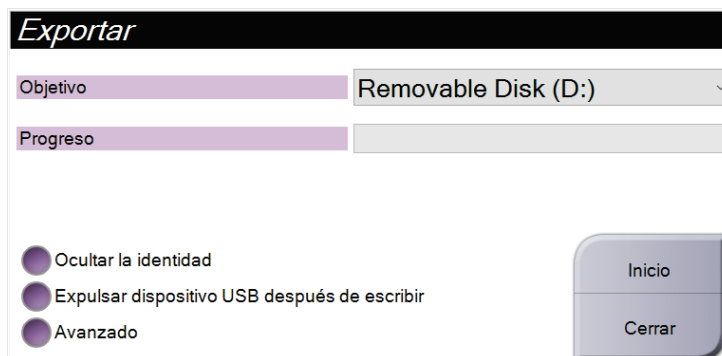 Exportar
Objetivo
Removable Disk (D:)
Progreso
Ocultar la identidad
Expulsar dispositivo USB después de escribir
Avanzado
Inicio
Cerrar